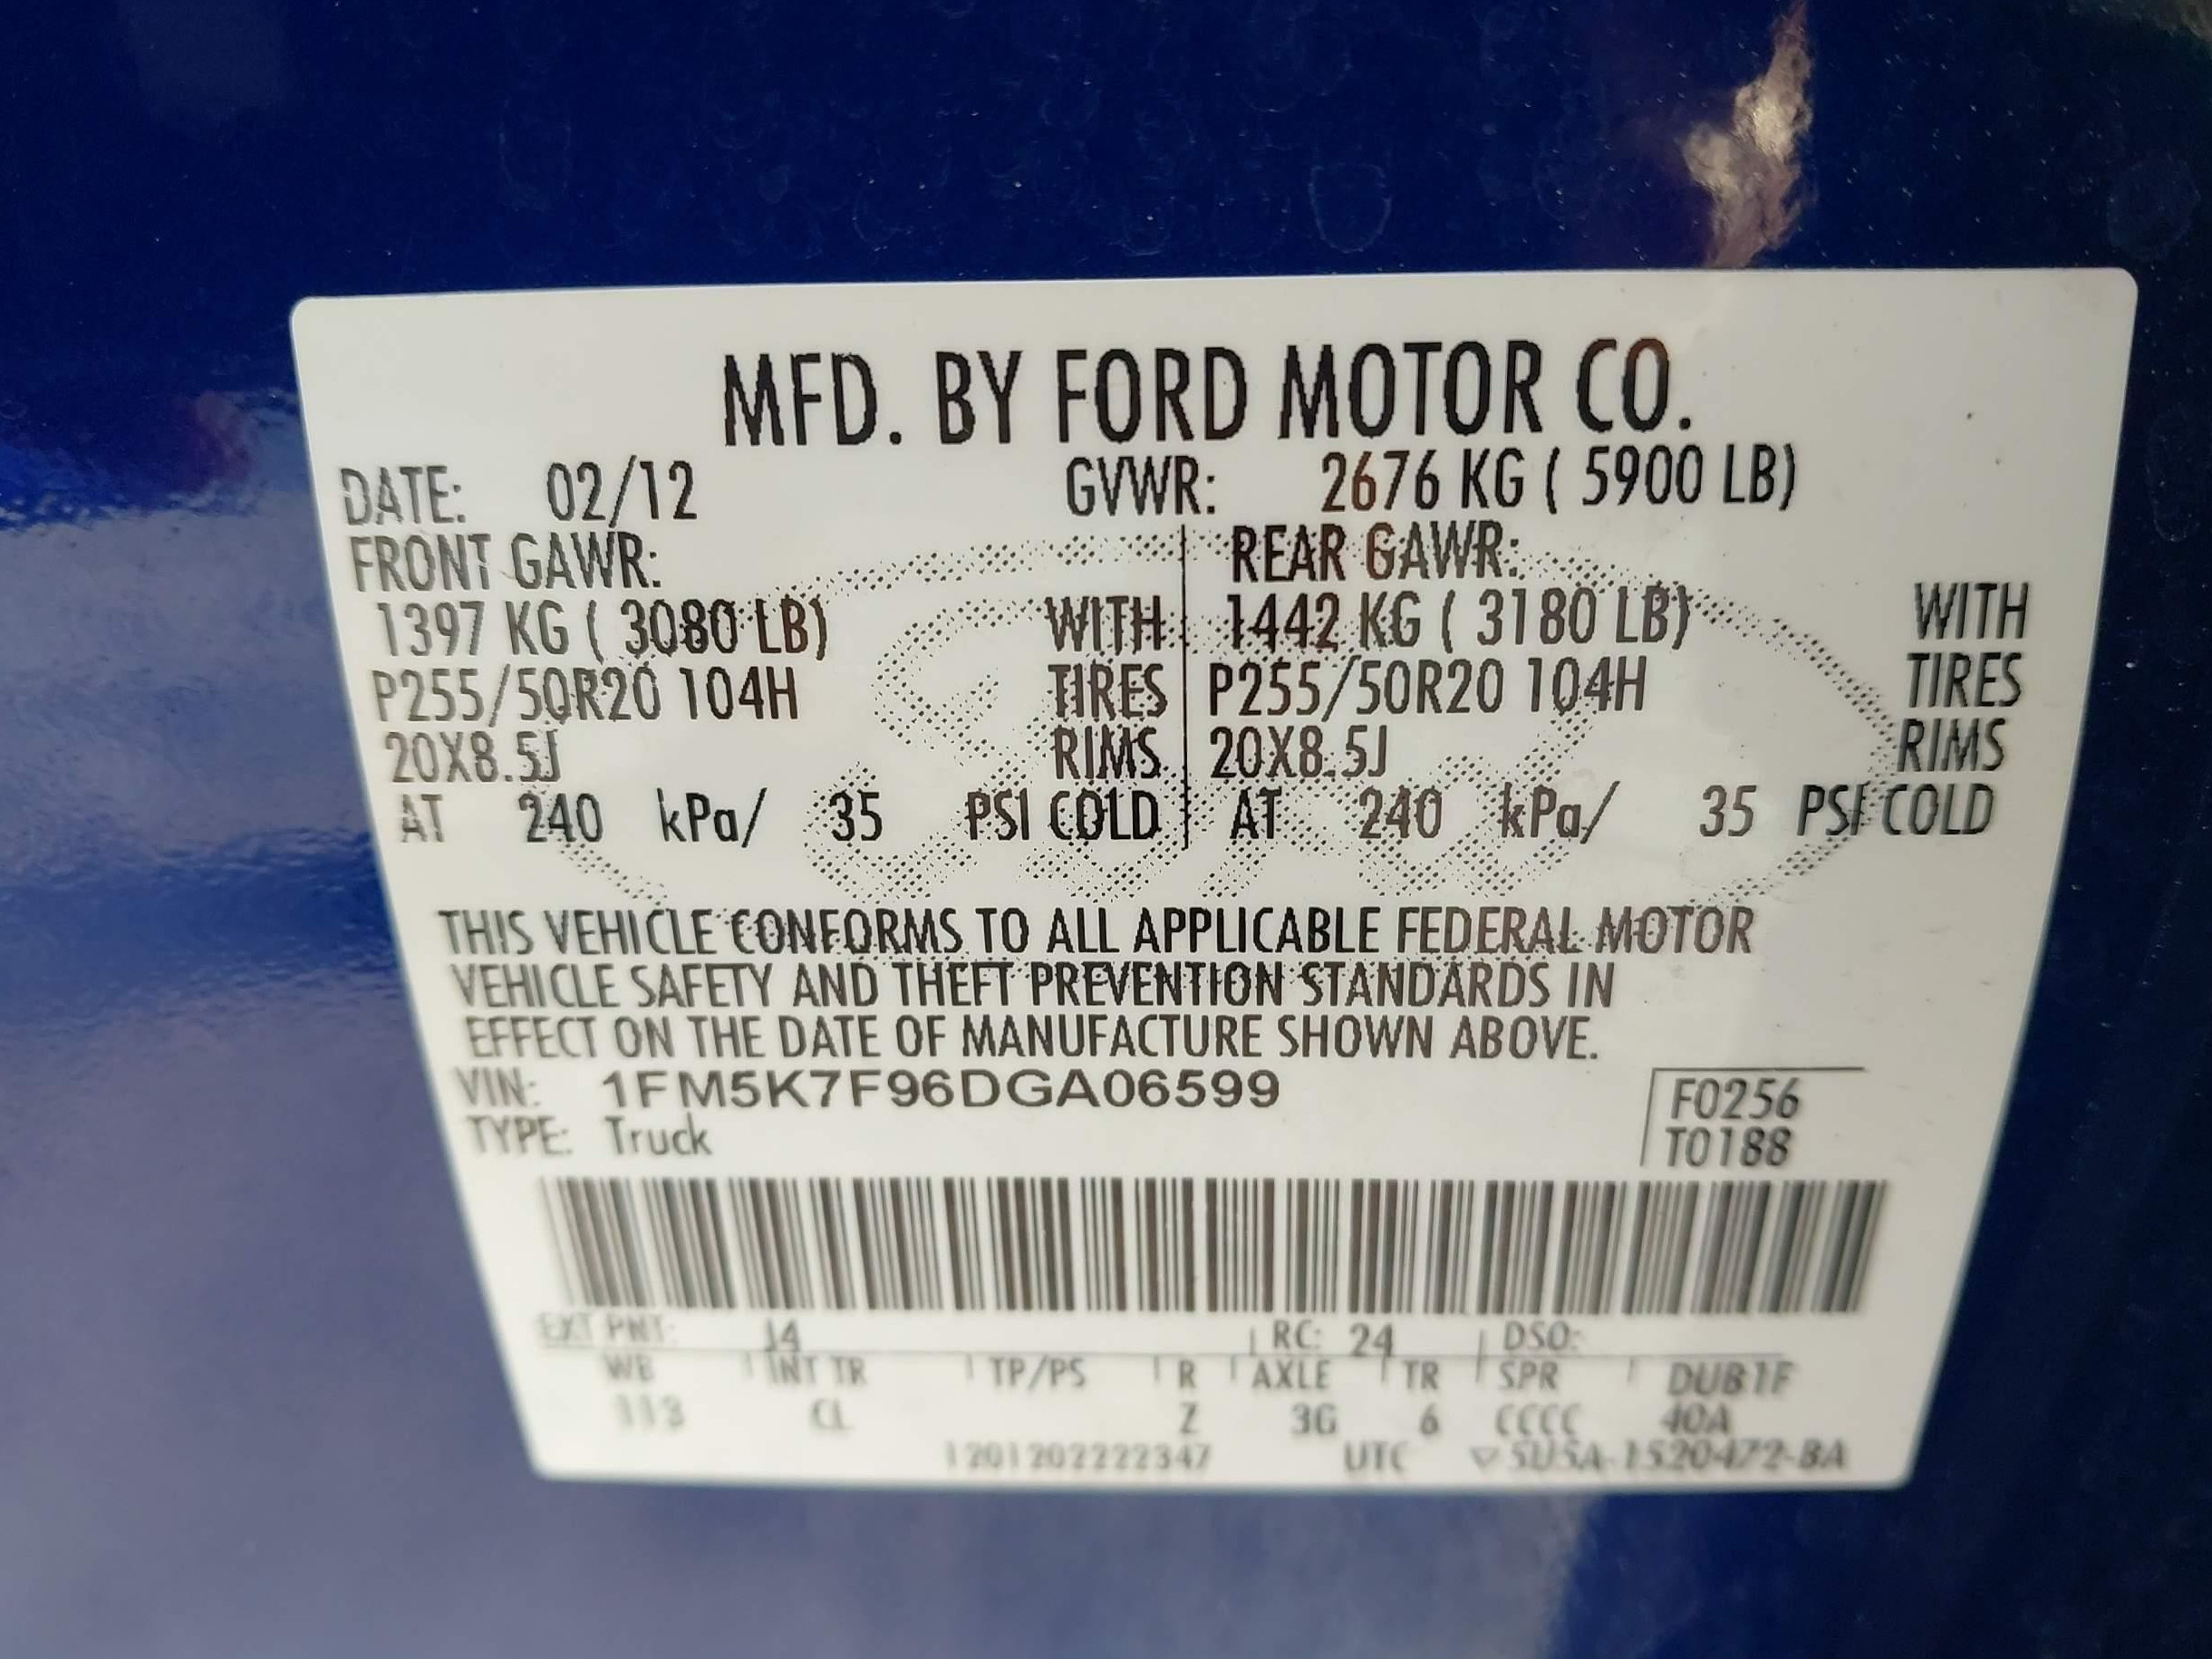 MFD. BY FORD MOTOR CO.
DATE: 02/12 GVWR: 2676 KG ( 5900 LB)
FRONT GAWR: REAR GAWR:
1397 KG ( 3080 LB) WITH 1442 KG ( 3180 LB) WITH
P255/50R20 104H TIRES P255/50R20 104H TIRES
20X8.5J RIMS 20X8.5J RIMS
AT 240 kPa/ 35 PSI COLD AT 240 kPa/ 35 PSI COLD
THIS VEHICLE CONFORMS TO ALL APPLICABLE FEDERAL MOTOR
VEHICLE SAFETY AND THEFT PREVENTION STANDARDS IN
EFFECT ON THE DATE OF MANUFACTURE SHOWN ABOVE.
VIN: 1FM5K7F96DGA06599 F0256
TYPE: Truck T0188
EXT PNT: J4 RC: 24 DSO:
WB INT TR TP/PS R AXLE TR SPR DUB1F
113 CL Z 3G 6 CCCC 40A
1201202222347 UTC ▽5U5A-1520472-BA